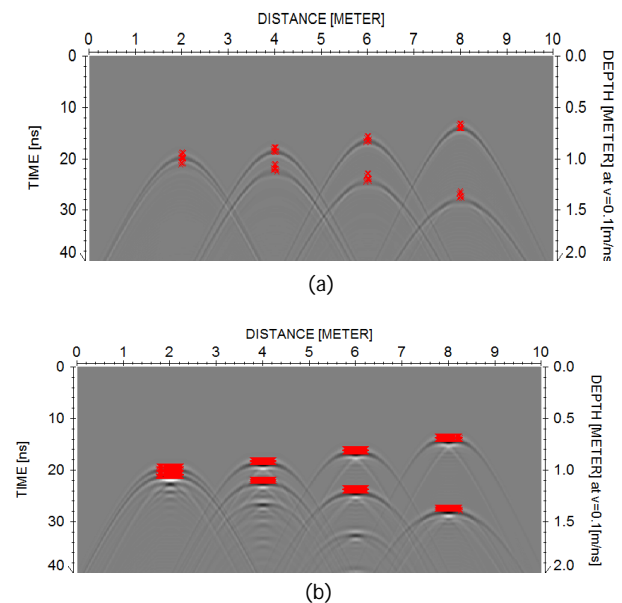 DISTANCE [METER]
0 1 2 3 4 5 6 7 8 9 10
0 10 20 30 40
TIME [ns]
0.0 0.5 1.0 1.5 2.0
DEPTH [METER] at v=0.1[m/ns
(a)
DISTANCE [METER]
0 1 2 3 4 5 6 7 8 9 10
0 10 20 30 40
TIME [ns]
0.0 0.5 1.0 1.5 2.0
DEPTH [METER] at v=0.1[m/ns]
(b)